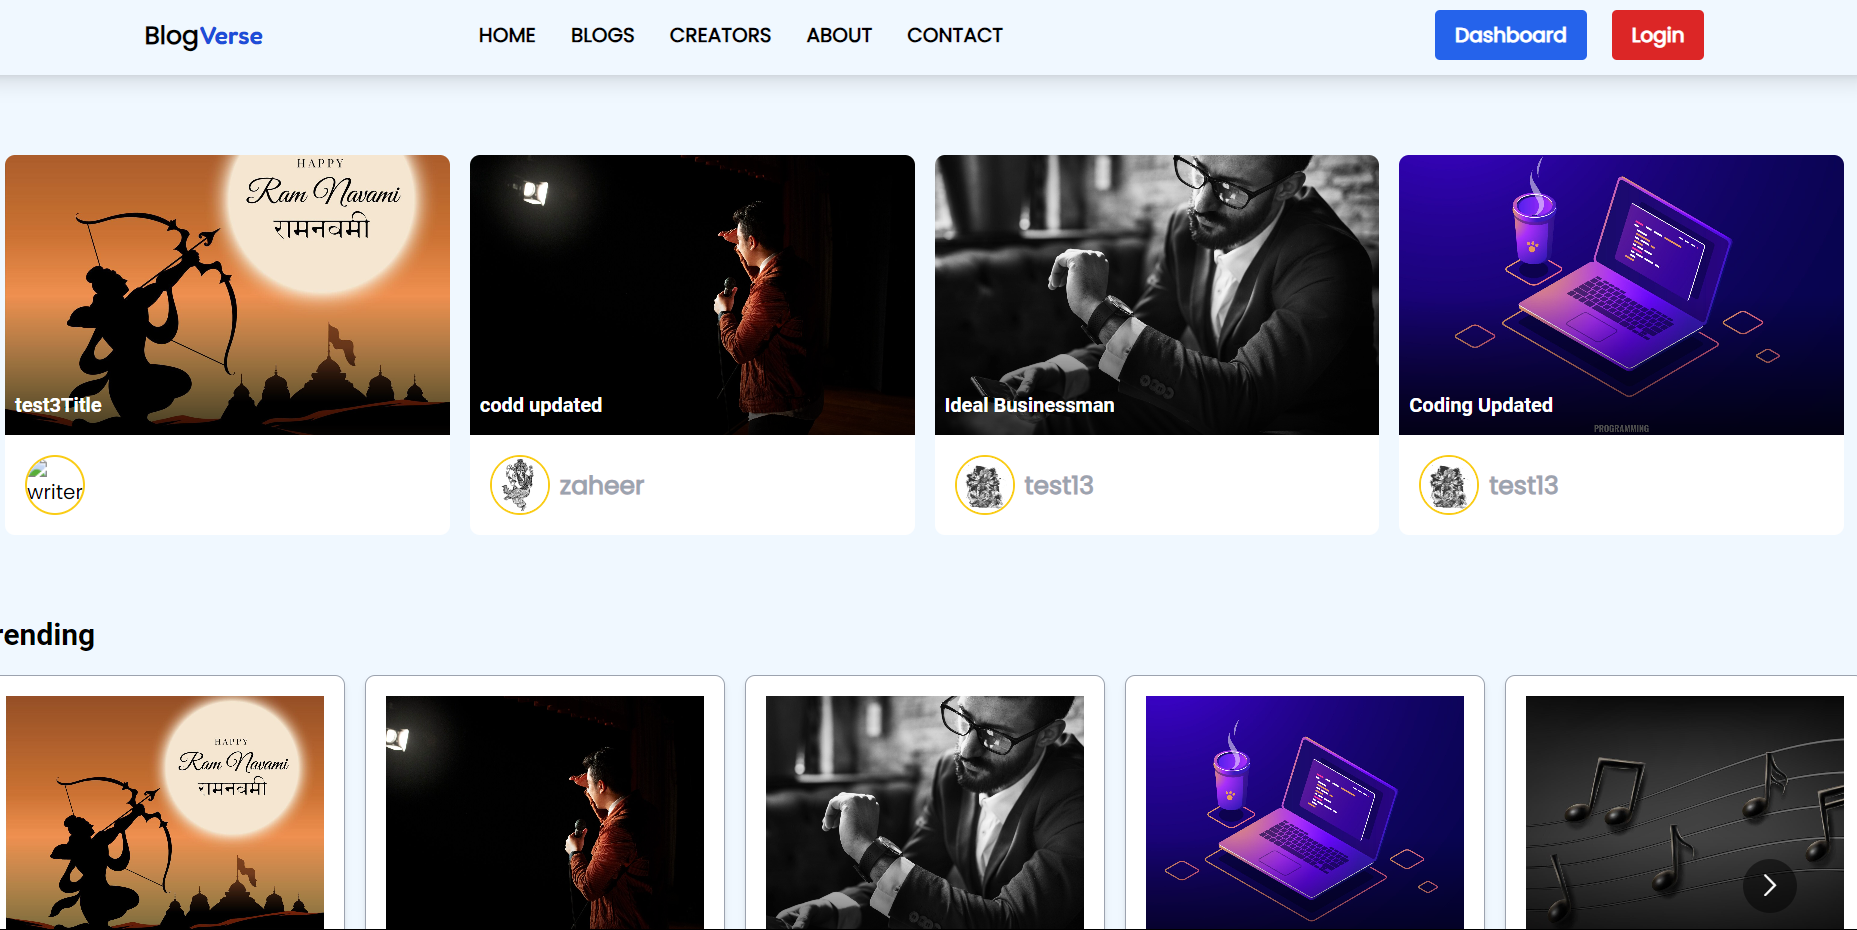 BlogVerse
HOME BLOGS CREATORS ABOUT CONTACT
Dashboard Login
HAPPY
Ram Navami
रामनवमी
test3Title
codd updated
Ideal Businessman
Coding Updated
PROGRAMMING
writer
zaheer
test13
test13
rending
HAPPY
Ram Navami
रामनवमी